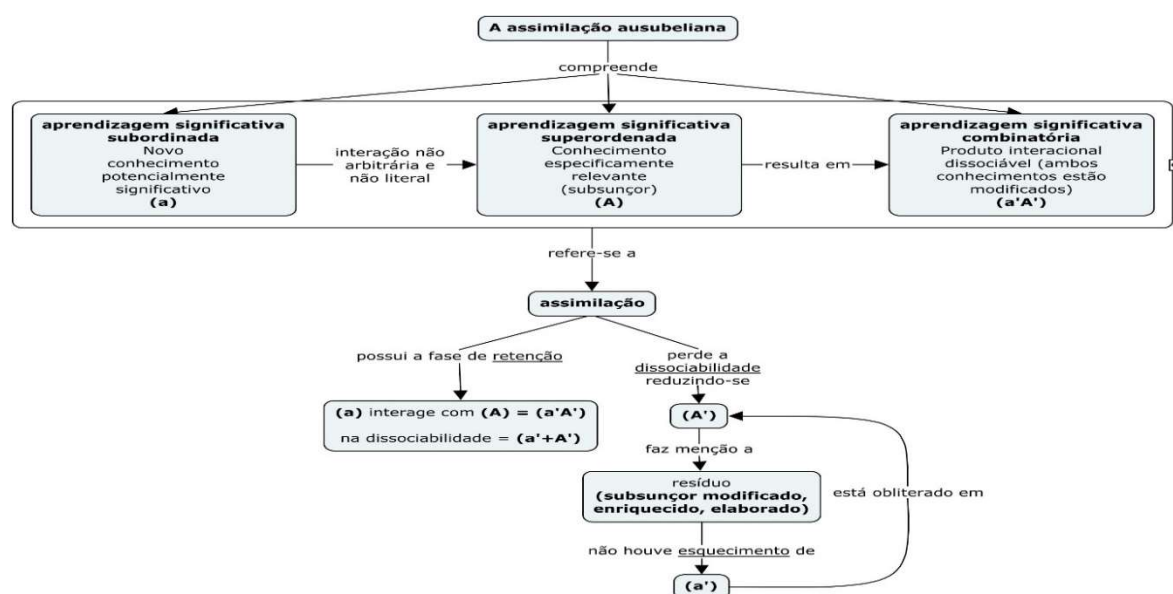 A assimilação ausubeliana
compreende
aprendizagem significativa
subordinada
Novo
conhecimento
potencialmente
significativo
(a)
interação não
arbitrária e
não literal
aprendizagem significativa
superordenada
Conhecimento
especificamente
relevante
(subsunçor)
(A)
resulta em
aprendizagem significativa
combinatória
Produto interacional
dissociável (ambos
conhecimentos estão
modificados)
(a'A')
refere-se a
assimilação
possui a fase de retenção
(a) interage com (A) = (a'A')
na dissociabilidade = (a'+A')
perde a
dissociabilidade
reduzindo-se
(A')
faz menção a
resíduo
(subsunçor modificado,
enriquecido, elaborado)
está obliterado em
não houve esquecimento de
(a')